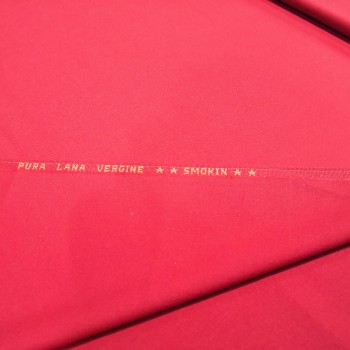 PURA LANA VERGINE ☆ ☆ SMOKIN ☆ ☆